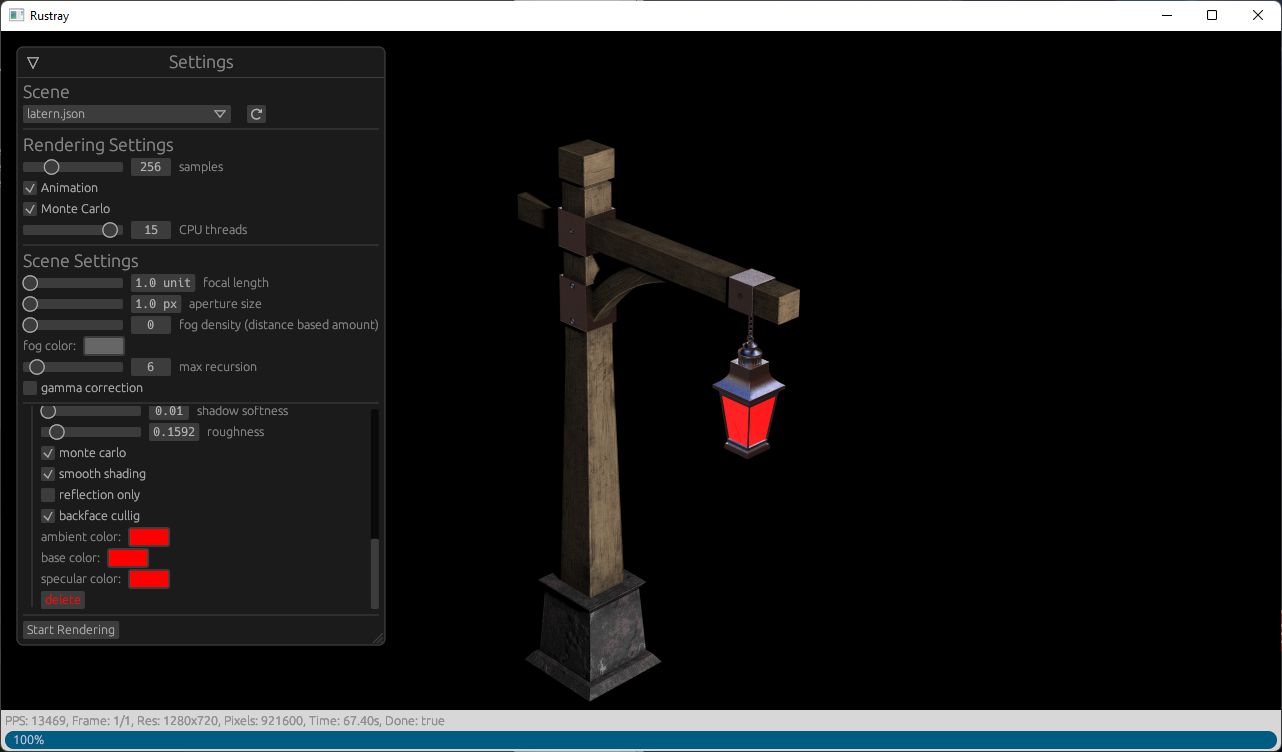 Rustray
Settings
Scene
latern.json
Rendering Settings
256 samples
Animation
Monte Carlo
15 CPU threads
Scene Settings
1.0 unit focal length
1.0 px aperture size
0 fog density (distance based amount)
fog color:
6 max recursion
gamma correction
0.01 shadow softness
0.1592 roughness
monte carlo
smooth shading
reflection only
backface cullig
ambient color:
base color:
specular color:
delete
Start Rendering
PPS: 13469, Frame: 1/1, Res: 1280x720, Pixels: 921600, Time: 67.40s, Done: true
100%